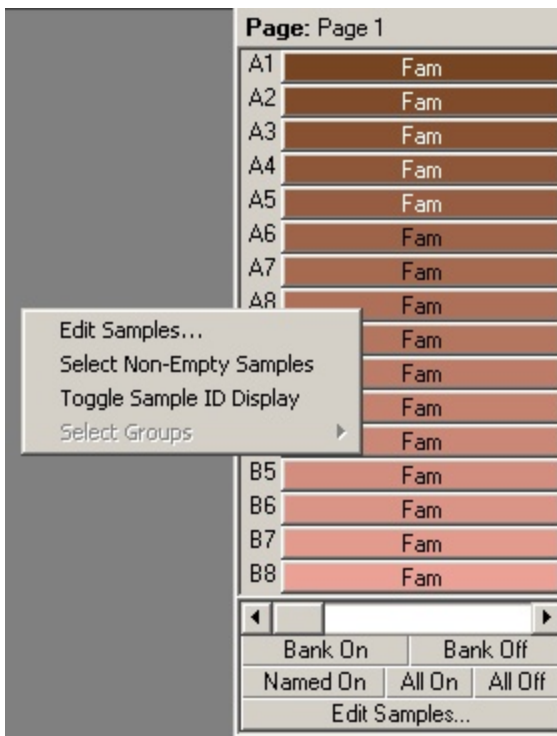 Page: Page 1
A1 Fam
A2 Fam
A3 Fam
A4 Fam
A5 Fam
A6 Fam
A7 Fam
A8 Fam
Fam
Fam
Fam
Fam
B5 Fam
B6 Fam
B7 Fam
B8 Fam
Edit Samples...
Select Non-Empty Samples
Toggle Sample ID Display
Select Groups
Bank On Bank Off
Named On All On All Off
Edit Samples...